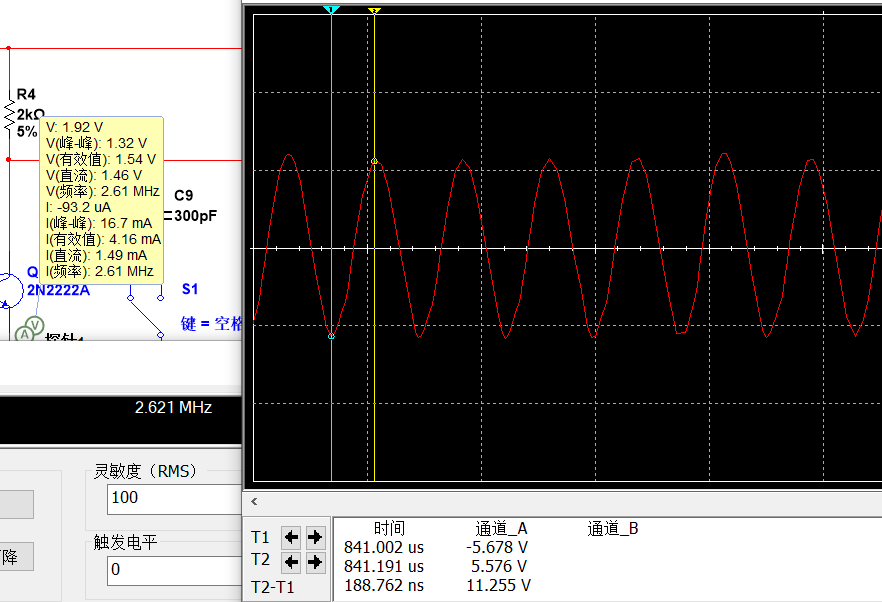 R4
2kΩ
5%
V: 1.92 V
V(峰-峰): 1.32 V
V(有效值): 1.54 V
V(直流): 1.46 V
V(频率): 2.61 MHz
I: -93.2 uA
I(峰-峰): 16.7 mA
I(有效值): 4.16 mA
I(直流): 1.49 mA
I(频率): 2.61 MHz
C9
300pF
Q
2N2222A
S1
键 = 空格
V
A
探针1
1
2
2.621 MHz
灵敏度（RMS）
100
触发电平
0
降
T1
T2
T2-T1
时间 通道_A 通道_B
841.002 us -5.678 V
841.191 us 5.576 V
188.762 ns 11.255 V